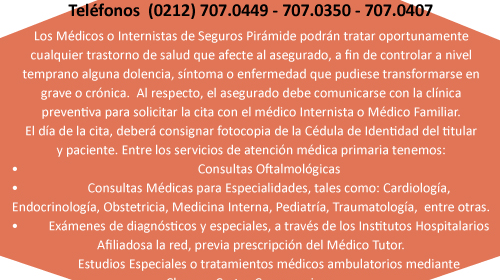 Teléfonos (0212) 707.0449 - 707.0350 - 707.0407
Los Médicos o Internistas de Seguros Pirámide podrán tratar oportunamente
cualquier trastorno de salud que afecte al asegurado, a fin de controlar a nivel
temprano alguna dolencia, síntoma o enfermedad que pudiese transformarse en
grave o crónica. Al respecto, el asegurado debe comunicarse con la clínica
preventiva para solicitar la cita con el médico Internista o Médico Familiar.
El día de la cita, deberá consignar fotocopia de la Cédula de Identidad del titular
y paciente. Entre los servicios de atención médica primaria tenemos:
• Consultas Oftalmológicas
• Consultas Médicas para Especialidades, tales como: Cardiología,
Endocrinología, Obstetricia, Medicina Interna, Pediatría, Traumatología, entre otras.
• Exámenes de diagnósticos y especiales, a través de los Institutos Hospitalarios
Afiliadosa la red, previa prescripción del Médico Tutor.
Estudios Especiales o tratamientos médicos ambulatorios mediante